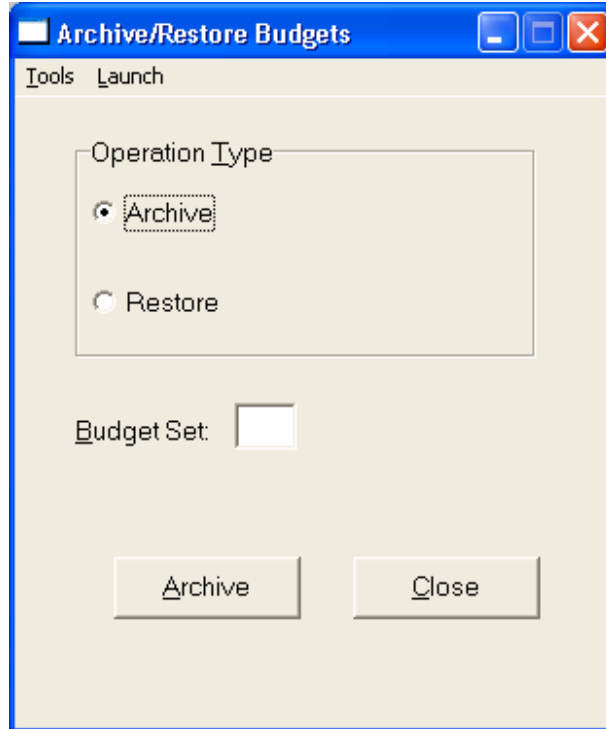 Archive/Restore Budgets
Tools Launch
Operation Type
Archive
Restore
Budget Set:
Archive Close